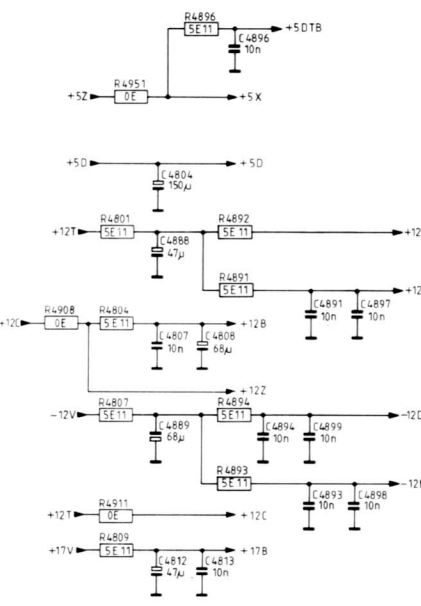 R4896
5E11
+5DTB
C4896
10n
R4951
+5Z
0E
+5X
+5D
+5D
C4804
150µ
R4801
R4892
+12T
5E11
5E11
+12
C4888
47µ
R4891
5E11
+12
C4891
10n
C4897
10n
R4908
R4804
0E
5E11
+12B
C4807
10n
C4808
68µ
+12Z
R4807
R4894
-12V
5E11
5E11
C4889
68µ
C4894
10n
C4899
10n
R4893
5E11
C4893
10n
C4898
10n
R4911
+12T
0E
+12C
R4809
+17V
5E11
+17B
C4812
47µ
C4813
10n